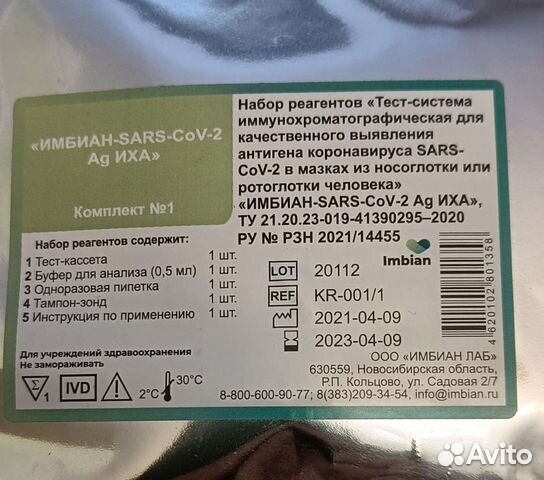 «ИМБИАН-SARS-CoV-2
Ag ИХА»
Комплект №1
Набор реагентов содержит:
1 Тест-кассета 1 шт.
2 Буфер для анализа (0,5 мл) 1 шт.
3 Одноразовая пипетка 1 шт.
4 Тампон-зонд 1 шт.
5 Инструкция по применению 1 шт.
Для учреждений здравоохранения
Не замораживать
Σ 1 IVD 2°C 30°C
Набор реагентов «Тест-система
иммунохроматографическая для
качественного выявления
антигена коронавируса SARS-
CoV-2 в мазках из носоглотки или
ротоглотки человека»
«ИМБИАН-SARS-CoV-2 Ag ИХА»,
ТУ 21.20.23-019-41390295–2020
РУ № РЗН 2021/14455
LOT 20112
REF KR-001/1
2021-04-09
2023-04-09
Imbian
4620102801358
ООО «ИМБИАН ЛАБ»
630559, Новосибирская область,
Р.П. Кольцово, ул. Садовая 2/7
8-800-600-90-77; 8(383)209-34-54, info@imbian.ru
Avito